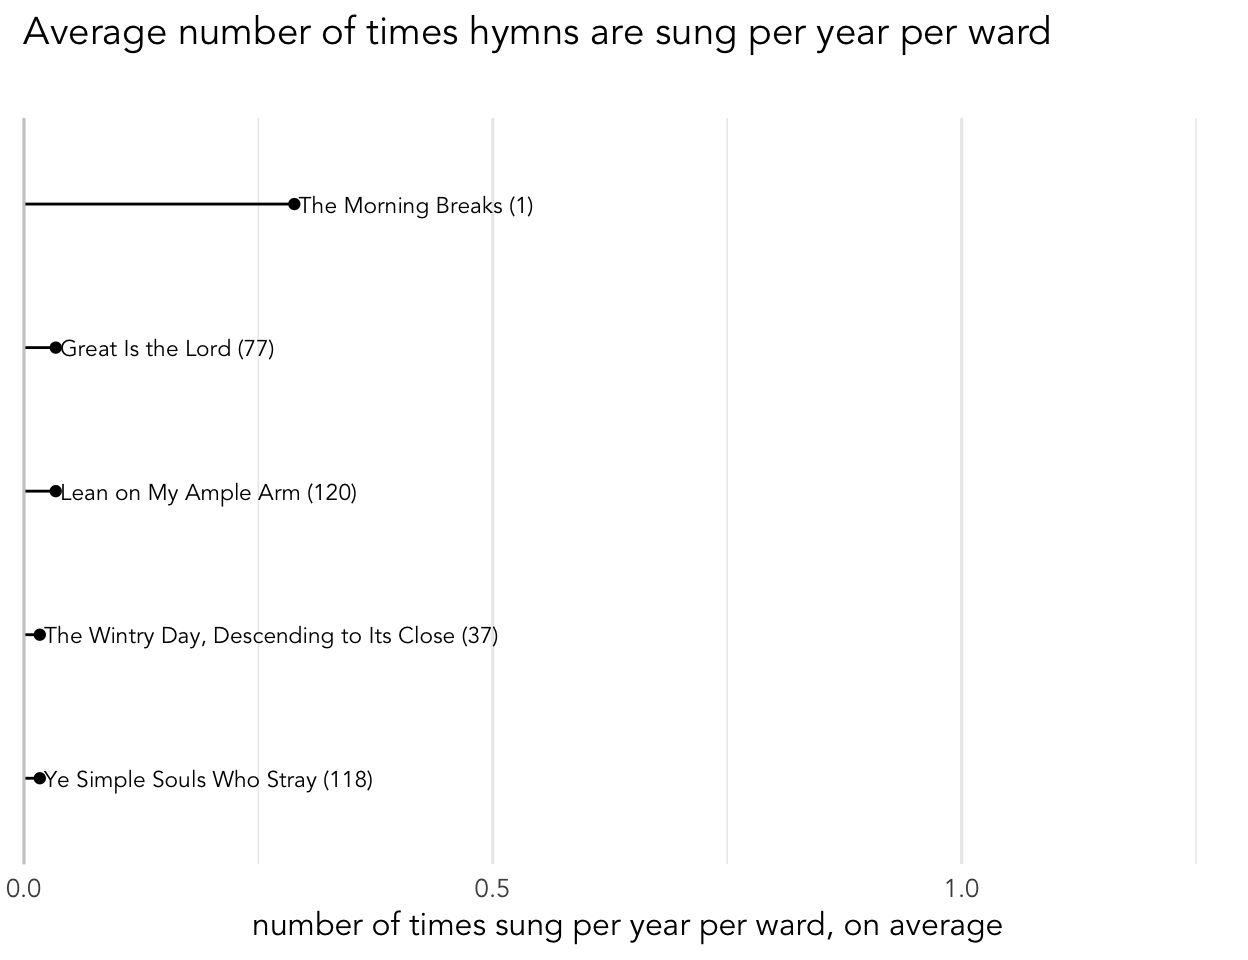 Average number of times hymns are sung per year per ward
The Morning Breaks (1)
Great Is the Lord (77)
Lean on My Ample Arm (120)
The Wintry Day, Descending to Its Close (37)
Ye Simple Souls Who Stray (118)
0.0 0.5 1.0
number of times sung per year per ward, on average